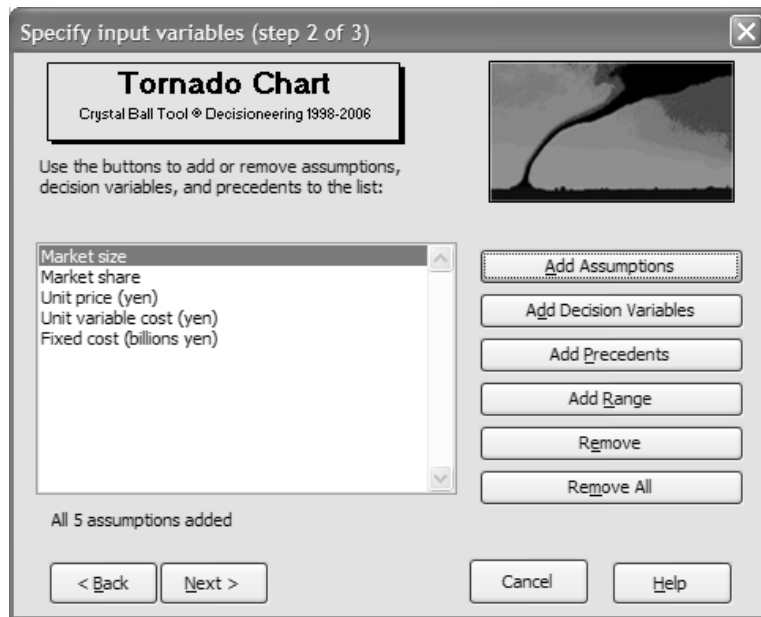 Specify input variables (step 2 of 3)
Tornado Chart
Crystal Ball Tool ® Decisioneering 1998-2006
Use the buttons to add or remove assumptions,
decision variables, and precedents to the list:
Market size
Market share
Unit price (yen)
Unit variable cost (yen)
Fixed cost (billions yen)
Add Assumptions
Add Decision Variables
Add Precedents
Add Range
Remove
Remove All
All 5 assumptions added
< Back
Next >
Cancel
Help